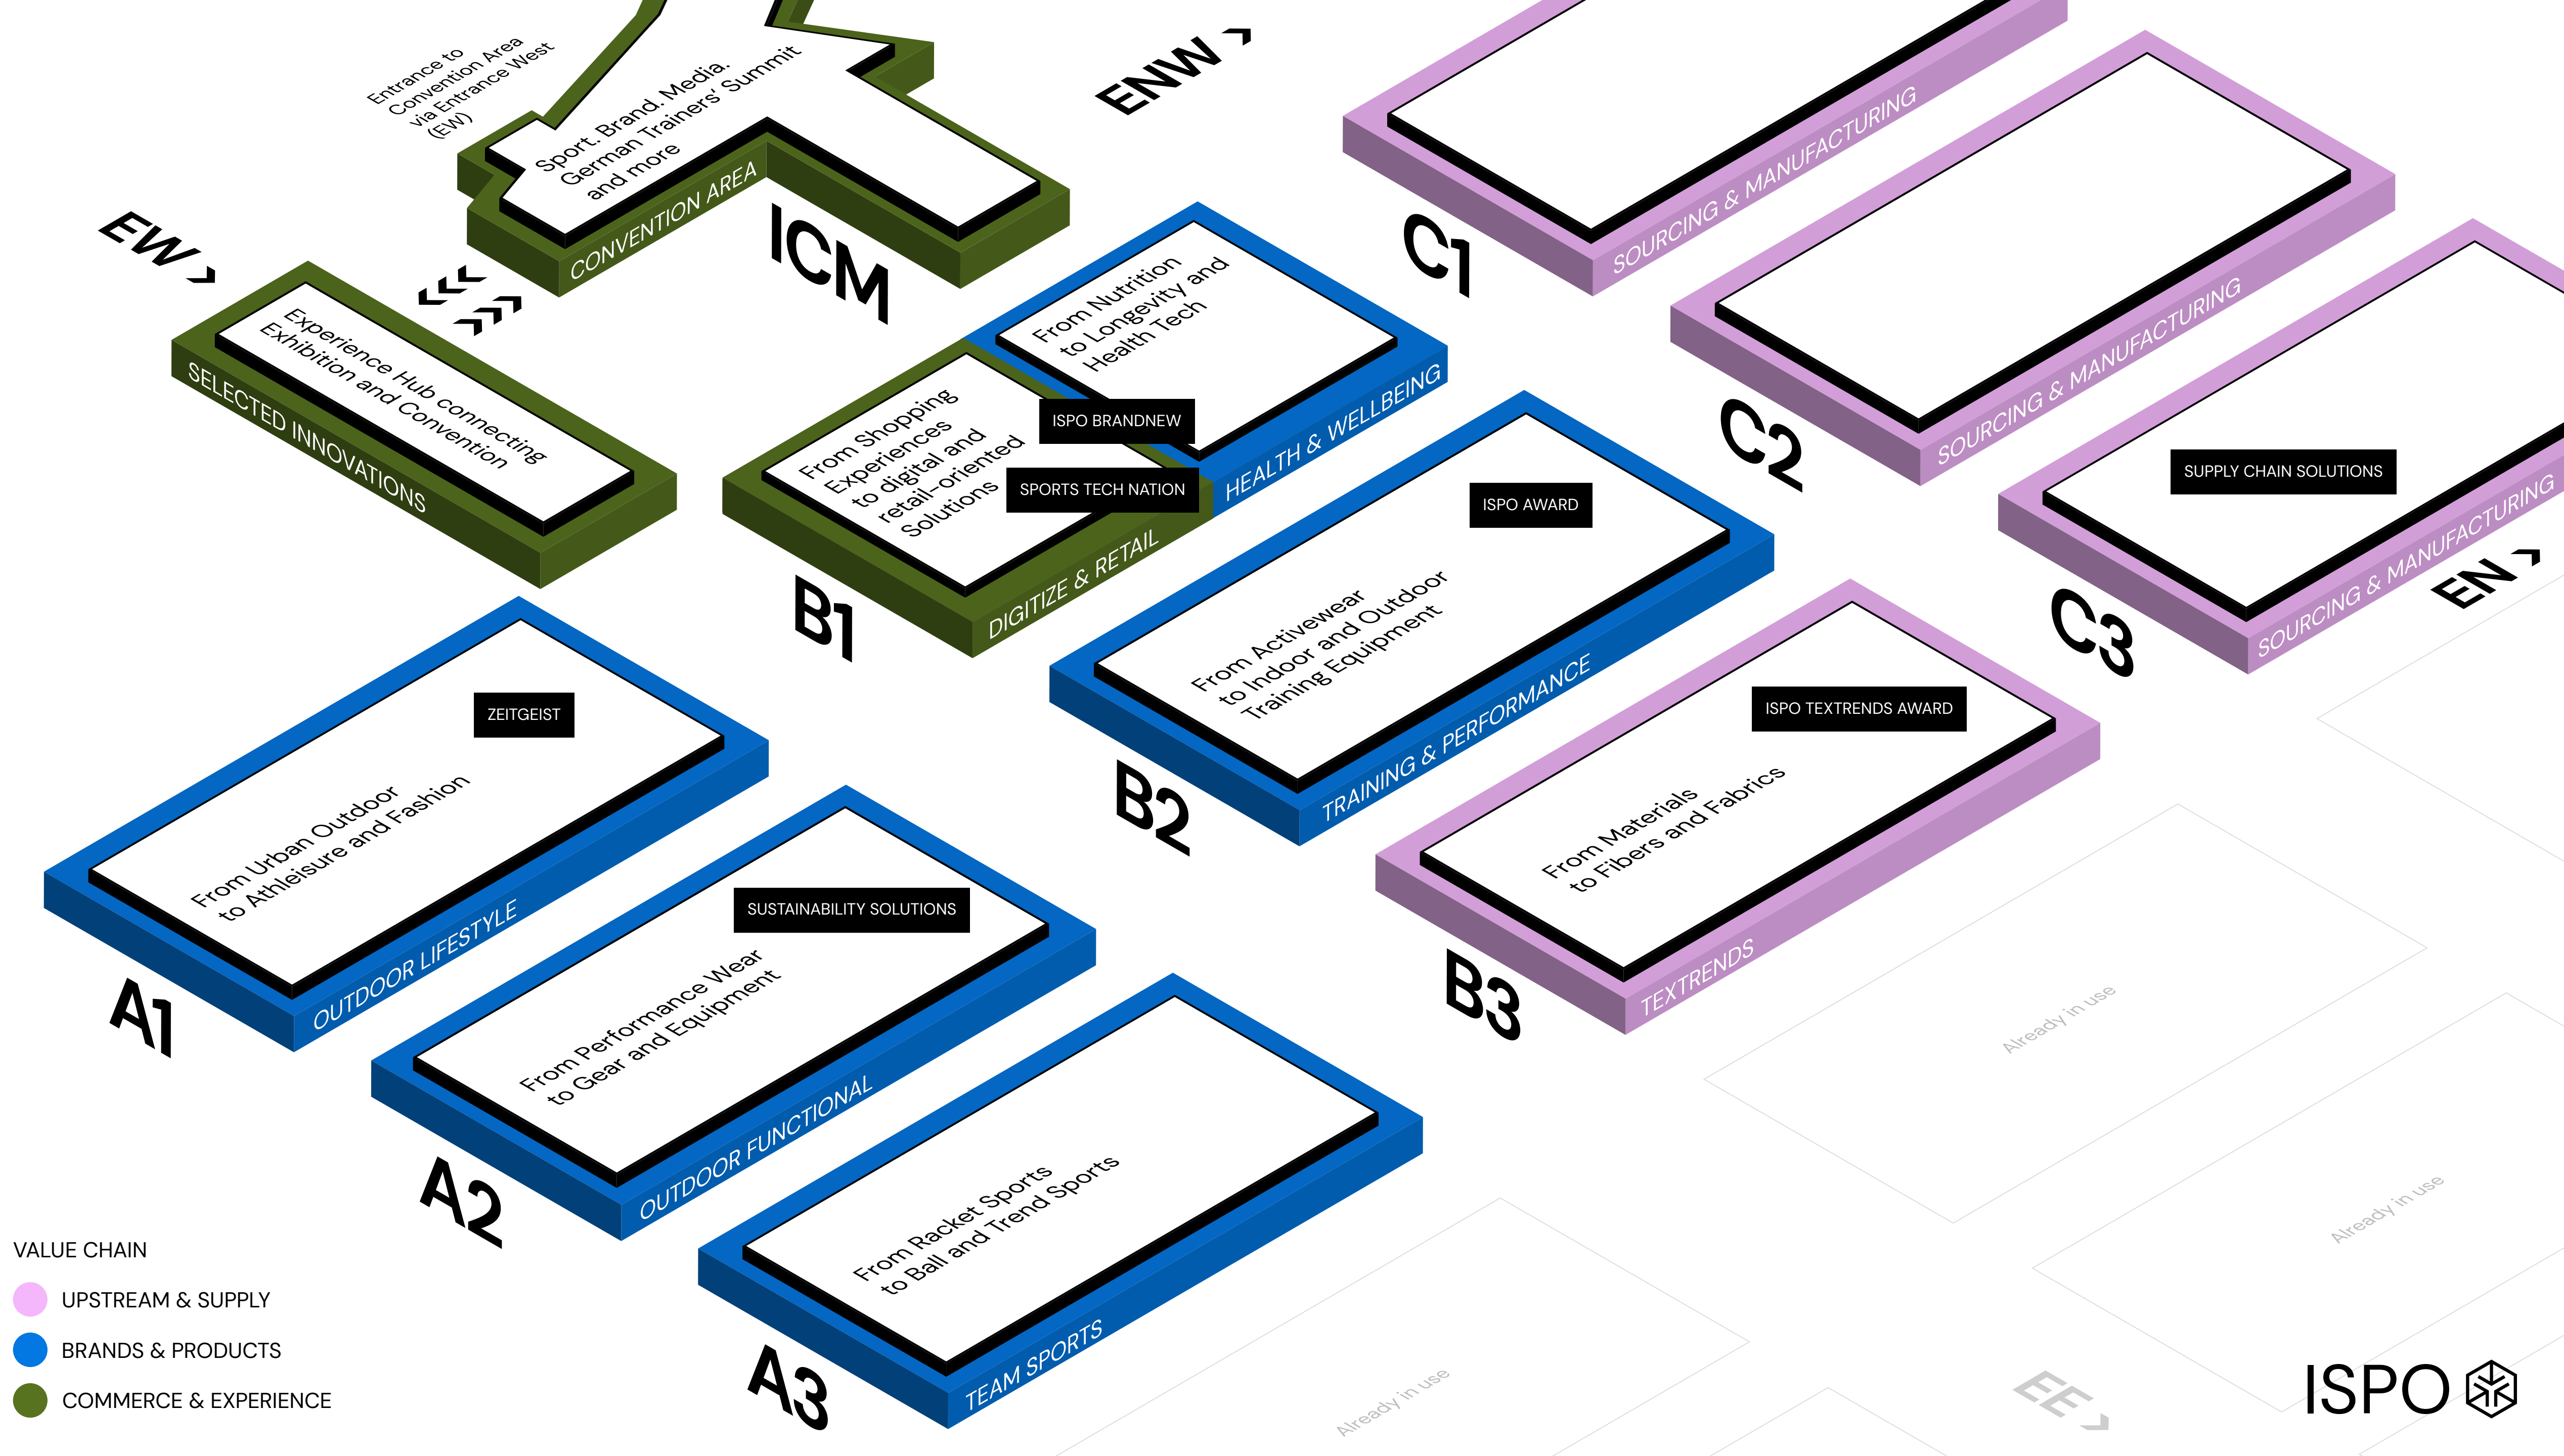 Entrance to
Convention Area
via Entrance West
(EW)
Sport. Brand. Media.
German Trainers' Summit
and more
CONVENTION AREA
ICM
ENW
EW
Experience Hub connecting
Exhibition and Convention
SELECTED INNOVATIONS
From Nutrition
to Longevity and
Health Tech
HEALTH & WELLBEING
ISPO BRANDNEW
From Shopping
Experiences
to digital and
retail-oriented
Solutions
SPORTS TECH NATION
DIGITIZE & RETAIL
B1
SOURCING & MANUFACTURING
C1
SOURCING & MANUFACTURING
C2
SUPPLY CHAIN SOLUTIONS
SOURCING & MANUFACTURING
C3
EN
ISPO AWARD
From Activewear
to Indoor and Outdoor
Training Equipment
TRAINING & PERFORMANCE
B2
ISPO TEXTRENDS AWARD
From Materials
to Fibers and Fabrics
TEXTRENDS
B3
ZEITGEIST
From Urban Outdoor
to Athleisure and Fashion
OUTDOOR LIFESTYLE
A1
SUSTAINABILITY SOLUTIONS
From Performance Wear
to Gear and Equipment
OUTDOOR FUNCTIONAL
A2
From Racket Sports
to Ball and Trend Sports
TEAM SPORTS
A3
Already in use
Already in use
Already in use
EE
VALUE CHAIN
UPSTREAM & SUPPLY
BRANDS & PRODUCTS
COMMERCE & EXPERIENCE
ISPO